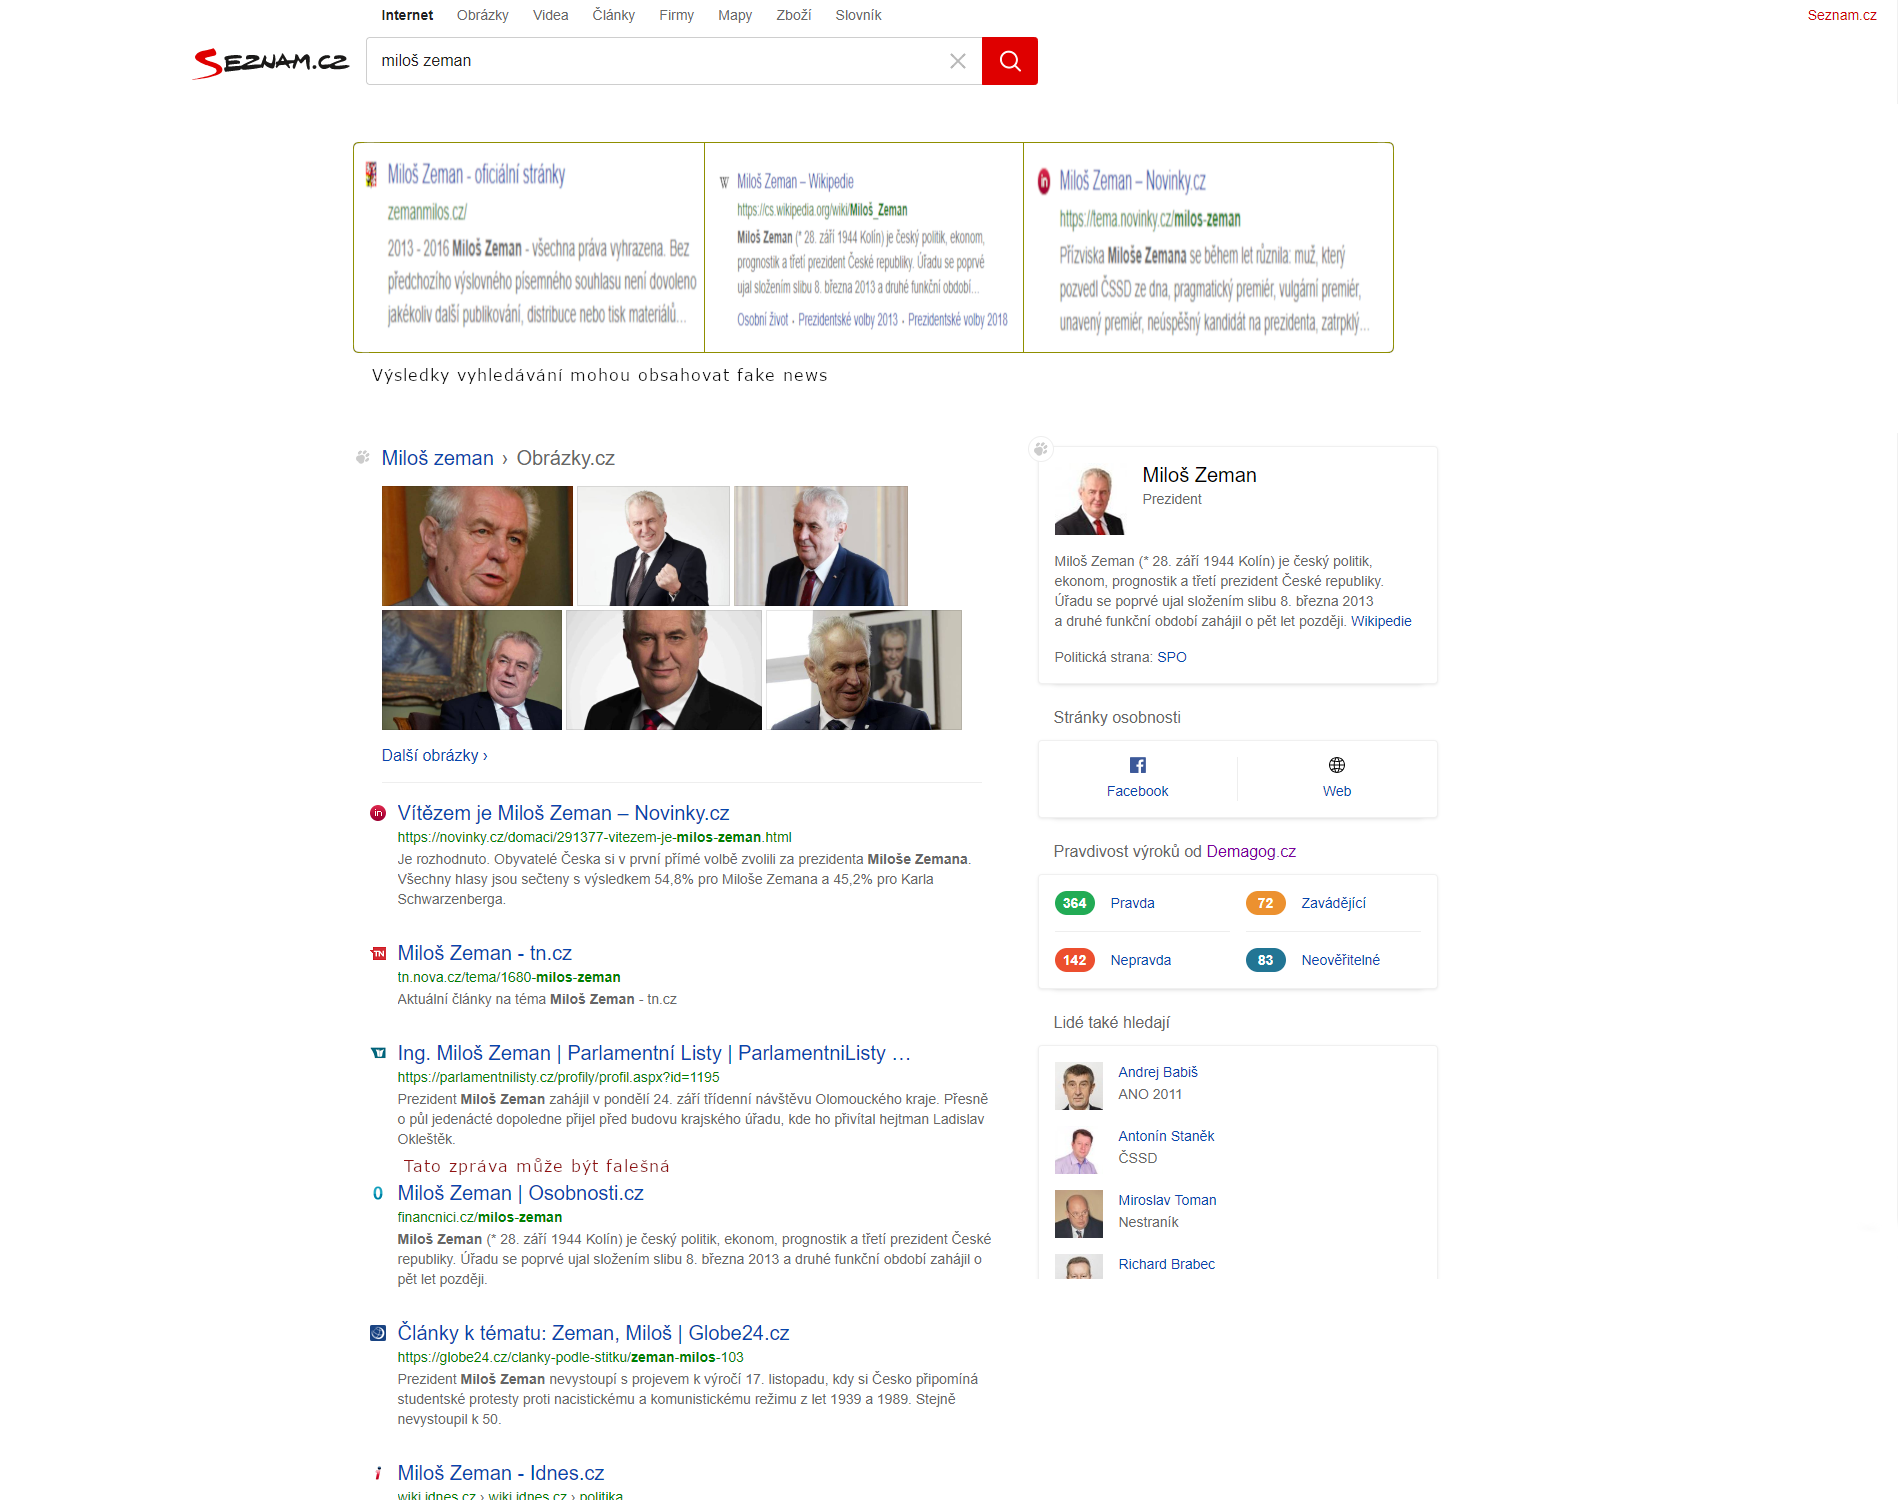 Internet Obrázky Videa Články Firmy Mapy Zboží Slovník Seznam.cz
SEZNAM.CZ
miloš zeman
Miloš Zeman - oficiální stránky
zemanmilos.cz/
2013 - 2016 Miloš Zeman - všechna práva vyhrazena. Bez
předchozího výslovného písemného souhlasu není dovoleno
jakékoliv další publikování, distribuce nebo tisk materiálů...
Miloš Zeman – Wikipedie
https://cs.wikipedia.org/wiki/Miloš_Zeman
Miloš Zeman (* 28. září 1944 Kolín) je český politik, ekonom,
prognostik a třetí prezident České republiky. Úřadu se poprvé
ujal složením slibu 8. března 2013 a druhé funkční období...
Osobní život · Prezidentské volby 2013 · Prezidentské volby 2018
in
Miloš Zeman – Novinky.cz
https://tema.novinky.cz/milos-zeman
Přízviska Miloše Zemana se během let různila: muž, který
pozvedl ČSSD ze dna, pragmatický premiér, vulgární premiér,
unavený premiér, neúspěšný kandidát na prezidenta, zatrpklý...
Výsledky vyhledávání mohou obsahovat fake news
Miloš zeman › Obrázky.cz
Další obrázky ›
in
Vítězem je Miloš Zeman – Novinky.cz
https://novinky.cz/domaci/291377-vitezem-je-milos-zeman.html
Je rozhodnuto. Obyvatelé Česka si v první přímé volbě zvolili za prezidenta Miloše Zemana.
Všechny hlasy jsou sečteny s výsledkem 54,8% pro Miloše Zemana a 45,2% pro Karla
Schwarzenberga.
TN
Miloš Zeman - tn.cz
tn.nova.cz/tema/1680-milos-zeman
Aktuální články na téma Miloš Zeman - tn.cz
Ing. Miloš Zeman | Parlamentní Listy | ParlamentniListy …
https://parlamentnilisty.cz/profily/profil.aspx?id=1195
Prezident Miloš Zeman zahájil v pondělí 24. září třídenní návštěvu Olomouckého kraje. Přesně
o půl jedenácté dopoledne přijel před budovu krajského úřadu, kde ho přivítal hejtman Ladislav
Okleštěk.
Tato zpráva může být falešná
Miloš Zeman | Osobnosti.cz
financnici.cz/milos-zeman
Miloš Zeman (* 28. září 1944 Kolín) je český politik, ekonom, prognostik a třetí prezident České
republiky. Úřadu se poprvé ujal složením slibu 8. března 2013 a druhé funkční období zahájil o
pět let později.
Články k tématu: Zeman, Miloš | Globe24.cz
https://globe24.cz/clanky-podle-stitku/zeman-milos-103
Prezident Miloš Zeman nevystoupí s projevem k výročí 17. listopadu, kdy si Česko připomíná
studentské protesty proti nacistickému a komunistickému režimu z let 1939 a 1989. Stejně
nevystoupil k 50.
Miloš Zeman - Idnes.cz
wiki.idnes.cz › wiki.idnes.cz › politika
Miloš Zeman
Prezident
Miloš Zeman (* 28. září 1944 Kolín) je český politik,
ekonom, prognostik a třetí prezident České republiky.
Úřadu se poprvé ujal složením slibu 8. března 2013
a druhé funkční období zahájil o pět let později. Wikipedie
Politická strana: SPO
Stránky osobnosti
Facebook Web
Pravdivost výroků od Demagog.cz
364 Pravda 72 Zavádějící
142 Nepravda 83 Neověřitelné
Lidé také hledají
Andrej Babiš
ANO 2011
Antonín Staněk
ČSSD
Miroslav Toman
Nestraník
Richard Brabec